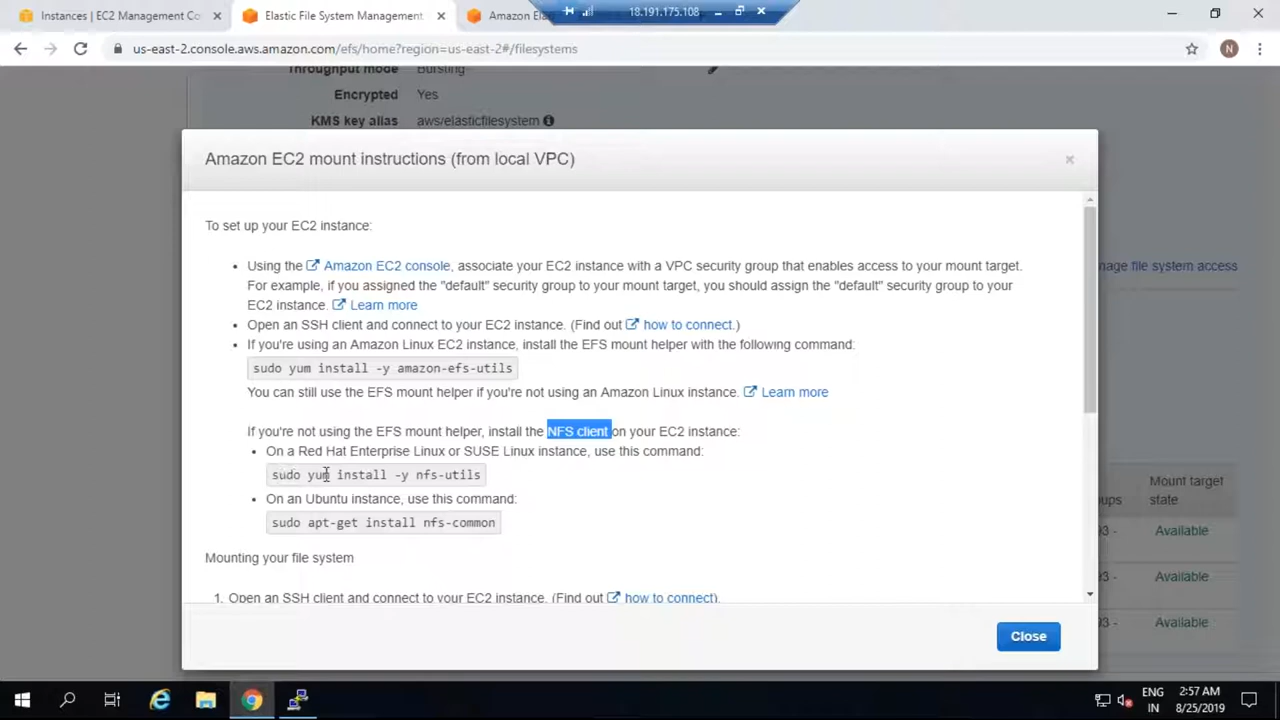 Instances | EC2 Management Co
Elastic File System Management
Amazon Ela
18.191.175.108
us-east-2.console.aws.amazon.com/efs/home?region=us-east-2#/filesystems
N
Throughput mode Bursting
Encrypted Yes
KMS key alias aws/elasticfilesystem
Amazon EC2 mount instructions (from local VPC)
To set up your EC2 instance:
• Using the Amazon EC2 console, associate your EC2 instance with a VPC security group that enables access to your mount target.
For example, if you assigned the "default" security group to your mount target, you should assign the "default" security group to your
EC2 instance. Learn more
nage file system access
• Open an SSH client and connect to your EC2 instance. (Find out how to connect.)
• If you're using an Amazon Linux EC2 instance, install the EFS mount helper with the following command:
sudo yum install -y amazon-efs-utils
You can still use the EFS mount helper if you're not using an Amazon Linux instance. Learn more
If you're not using the EFS mount helper, install the NFS client on your EC2 instance:
• On a Red Hat Enterprise Linux or SUSE Linux instance, use this command:
sudo yum install -y nfs-utils
• On an Ubuntu instance, use this command:
sudo apt-get install nfs-common
Mounting your file system
1. Open an SSH client and connect to your EC2 instance. (Find out how to connect).
oups
Mount target
state
93 - Available
Available
93 - Available
Close
ENG
IN
2:57 AM
8/25/2019